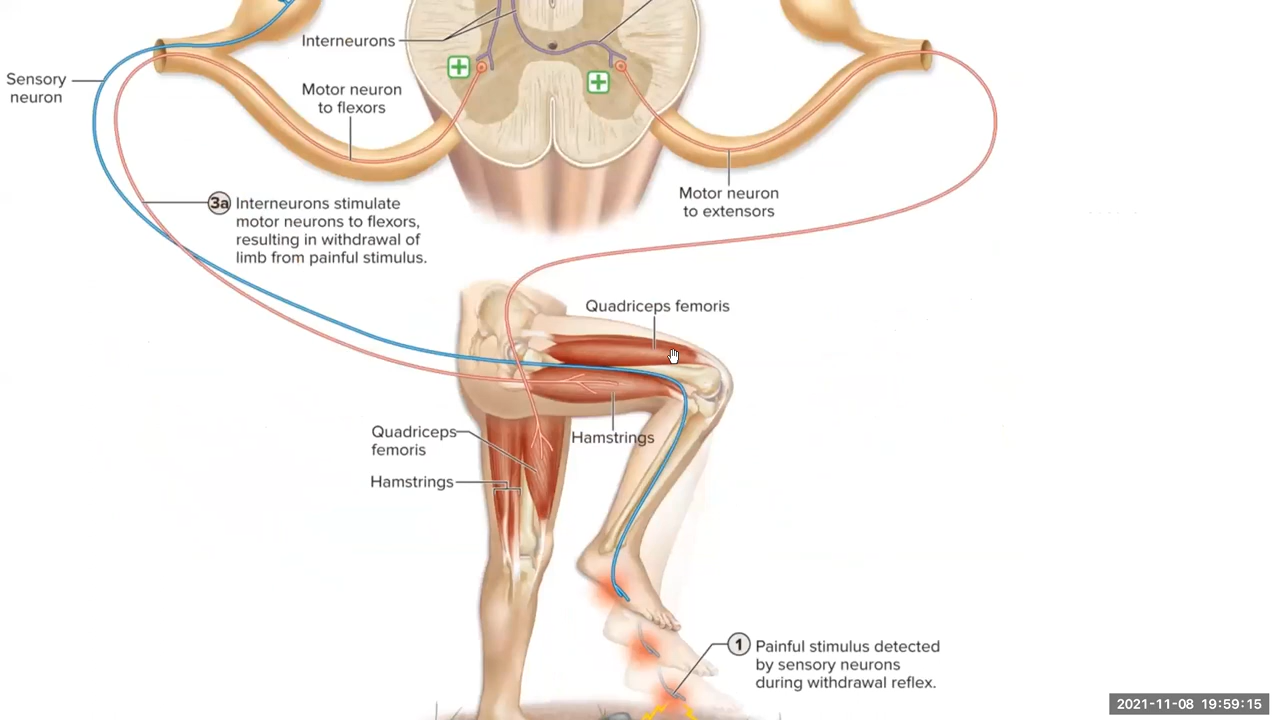 Interneurons
Sensory
neuron
Motor neuron
to flexors
Motor neuron
to extensors
3a Interneurons stimulate
motor neurons to flexors,
resulting in withdrawal of
limb from painful stimulus.
Quadriceps femoris
Quadriceps
femoris
Hamstrings
Hamstrings
1 Painful stimulus detected
by sensory neurons
during withdrawal reflex.
2021-11-08 19:59:15